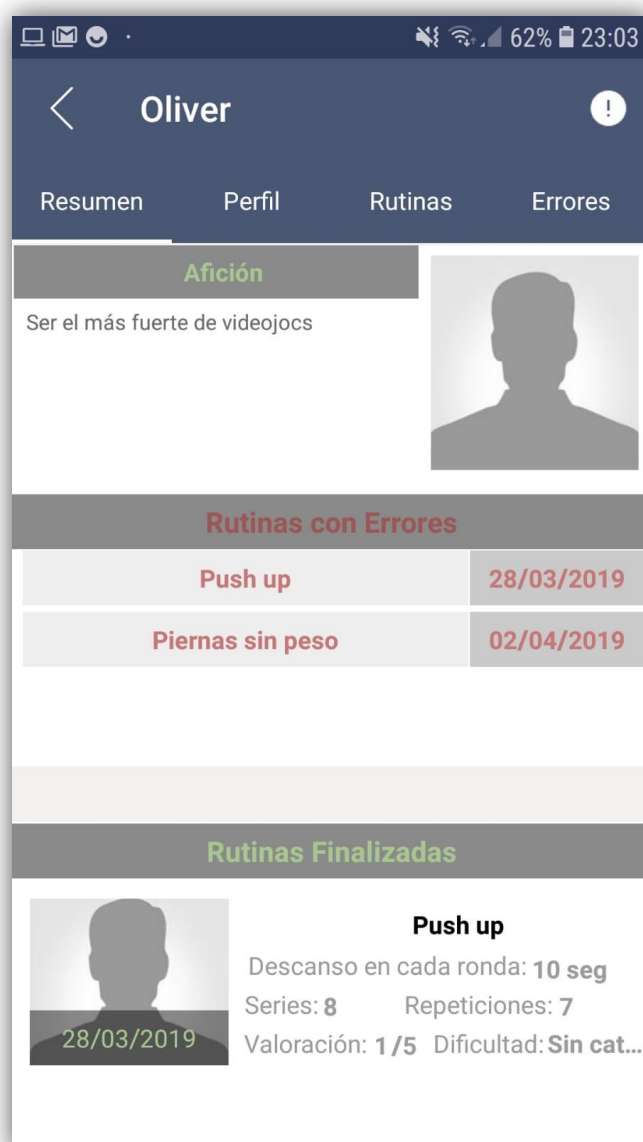 62% 23:03
Oliver
Resumen Perfil Rutinas Errores
Afición
Ser el más fuerte de videojocs
Rutinas con Errores
Push up 28/03/2019
Piernas sin peso 02/04/2019
Rutinas Finalizadas
Push up
Descanso en cada ronda: 10 seg
Series: 8 Repeticiones: 7
28/03/2019 Valoración: 1/5 Dificultad: Sin cat...